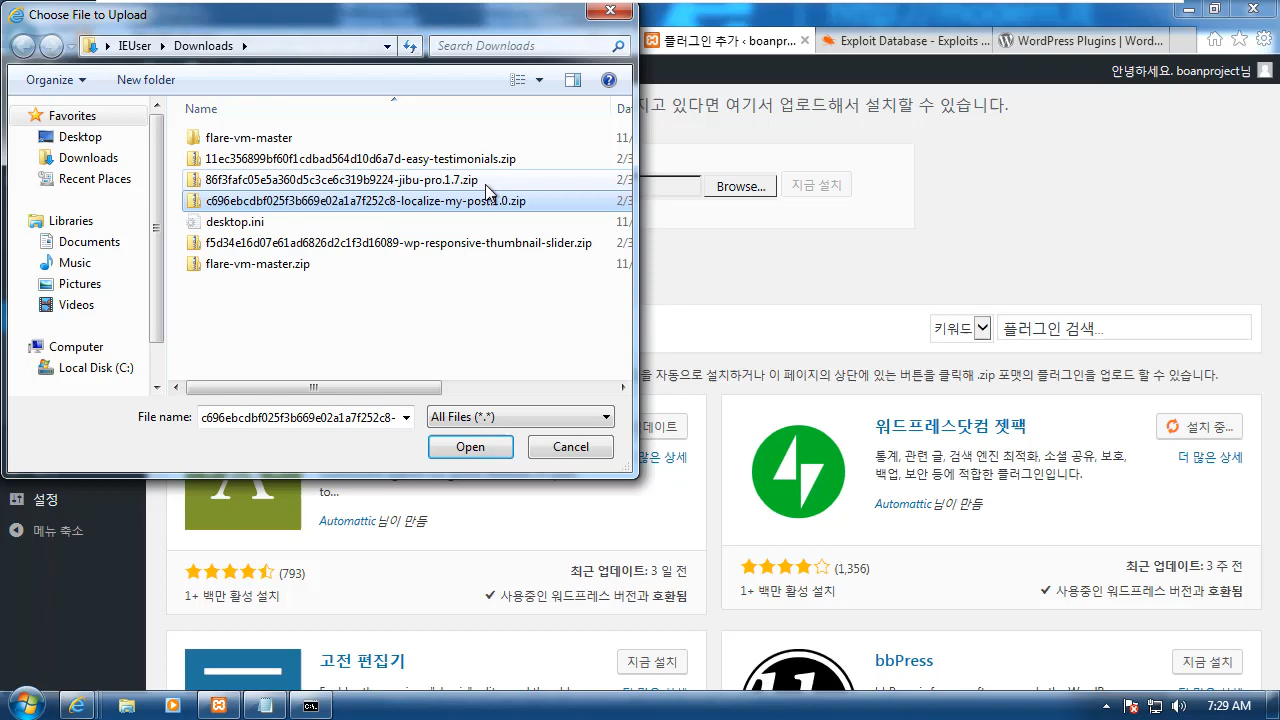 Choose File to Upload
IEUser
Downloads
Search Downloads
플러그인 추가 ‹ boanpr...
Exploit Database - Exploits ...
WordPress Plugins | Word...
Organize
New folder
안녕하세요. boanproject님
Favorites
Desktop
Downloads
Recent Places
Libraries
Documents
Music
Pictures
Videos
Computer
Local Disk (C:)
Name
flare-vm-master
11/
11ec356899bf60f1cdbad564d10d6a7d-easy-testimonials.zip
2/3
86f3fafc05e5a360d5c3ce6c319b9224-jibu-pro.1.7.zip
2/3
c696ebcdbf025f3b669e02a1a7f252c8-localize-my-post.1.0.zip
2/3
desktop.ini
11/
f5d34e16d07e61ad6826d2c1f3d16089-wp-responsive-thumbnail-slider.zip
2/3
flare-vm-master.zip
11/
File name:
c696ebcdbf025f3b669e02a1a7f252c8-
All Files (*.*)
Open
Cancel
지고 있다면 여기서 업로드해서 설치할 수 있습니다.
Browse...
지금 설치
키워드
플러그인 검색...
을 자동으로 설치하거나 이 페이지의 상단에 있는 버튼을 클릭해 .zip 포맷의 플러그인을 업로드 할 수 있습니다.
설정
메뉴 축소
데이트
많은 상세
to...
Automattic님이 만듦
(793)
최근 업데이트: 3 일 전
1+ 백만 활성 설치
사용중인 워드프레스 버전과 호환됨
워드프레스닷컴 젯팩
설치 중...
더 많은 상세
통계, 관련 글, 검색 엔진 최적화, 소셜 공유, 보호,
백업, 보안 등에 적합한 플러그인입니다.
Automattic님이 만듦
(1,356)
최근 업데이트: 3 주 전
1+ 백만 활성 설치
사용중인 워드프레스 버전과 호환됨
고전 편집기
지금 설치
bbPress
지금 설치
7:29 AM